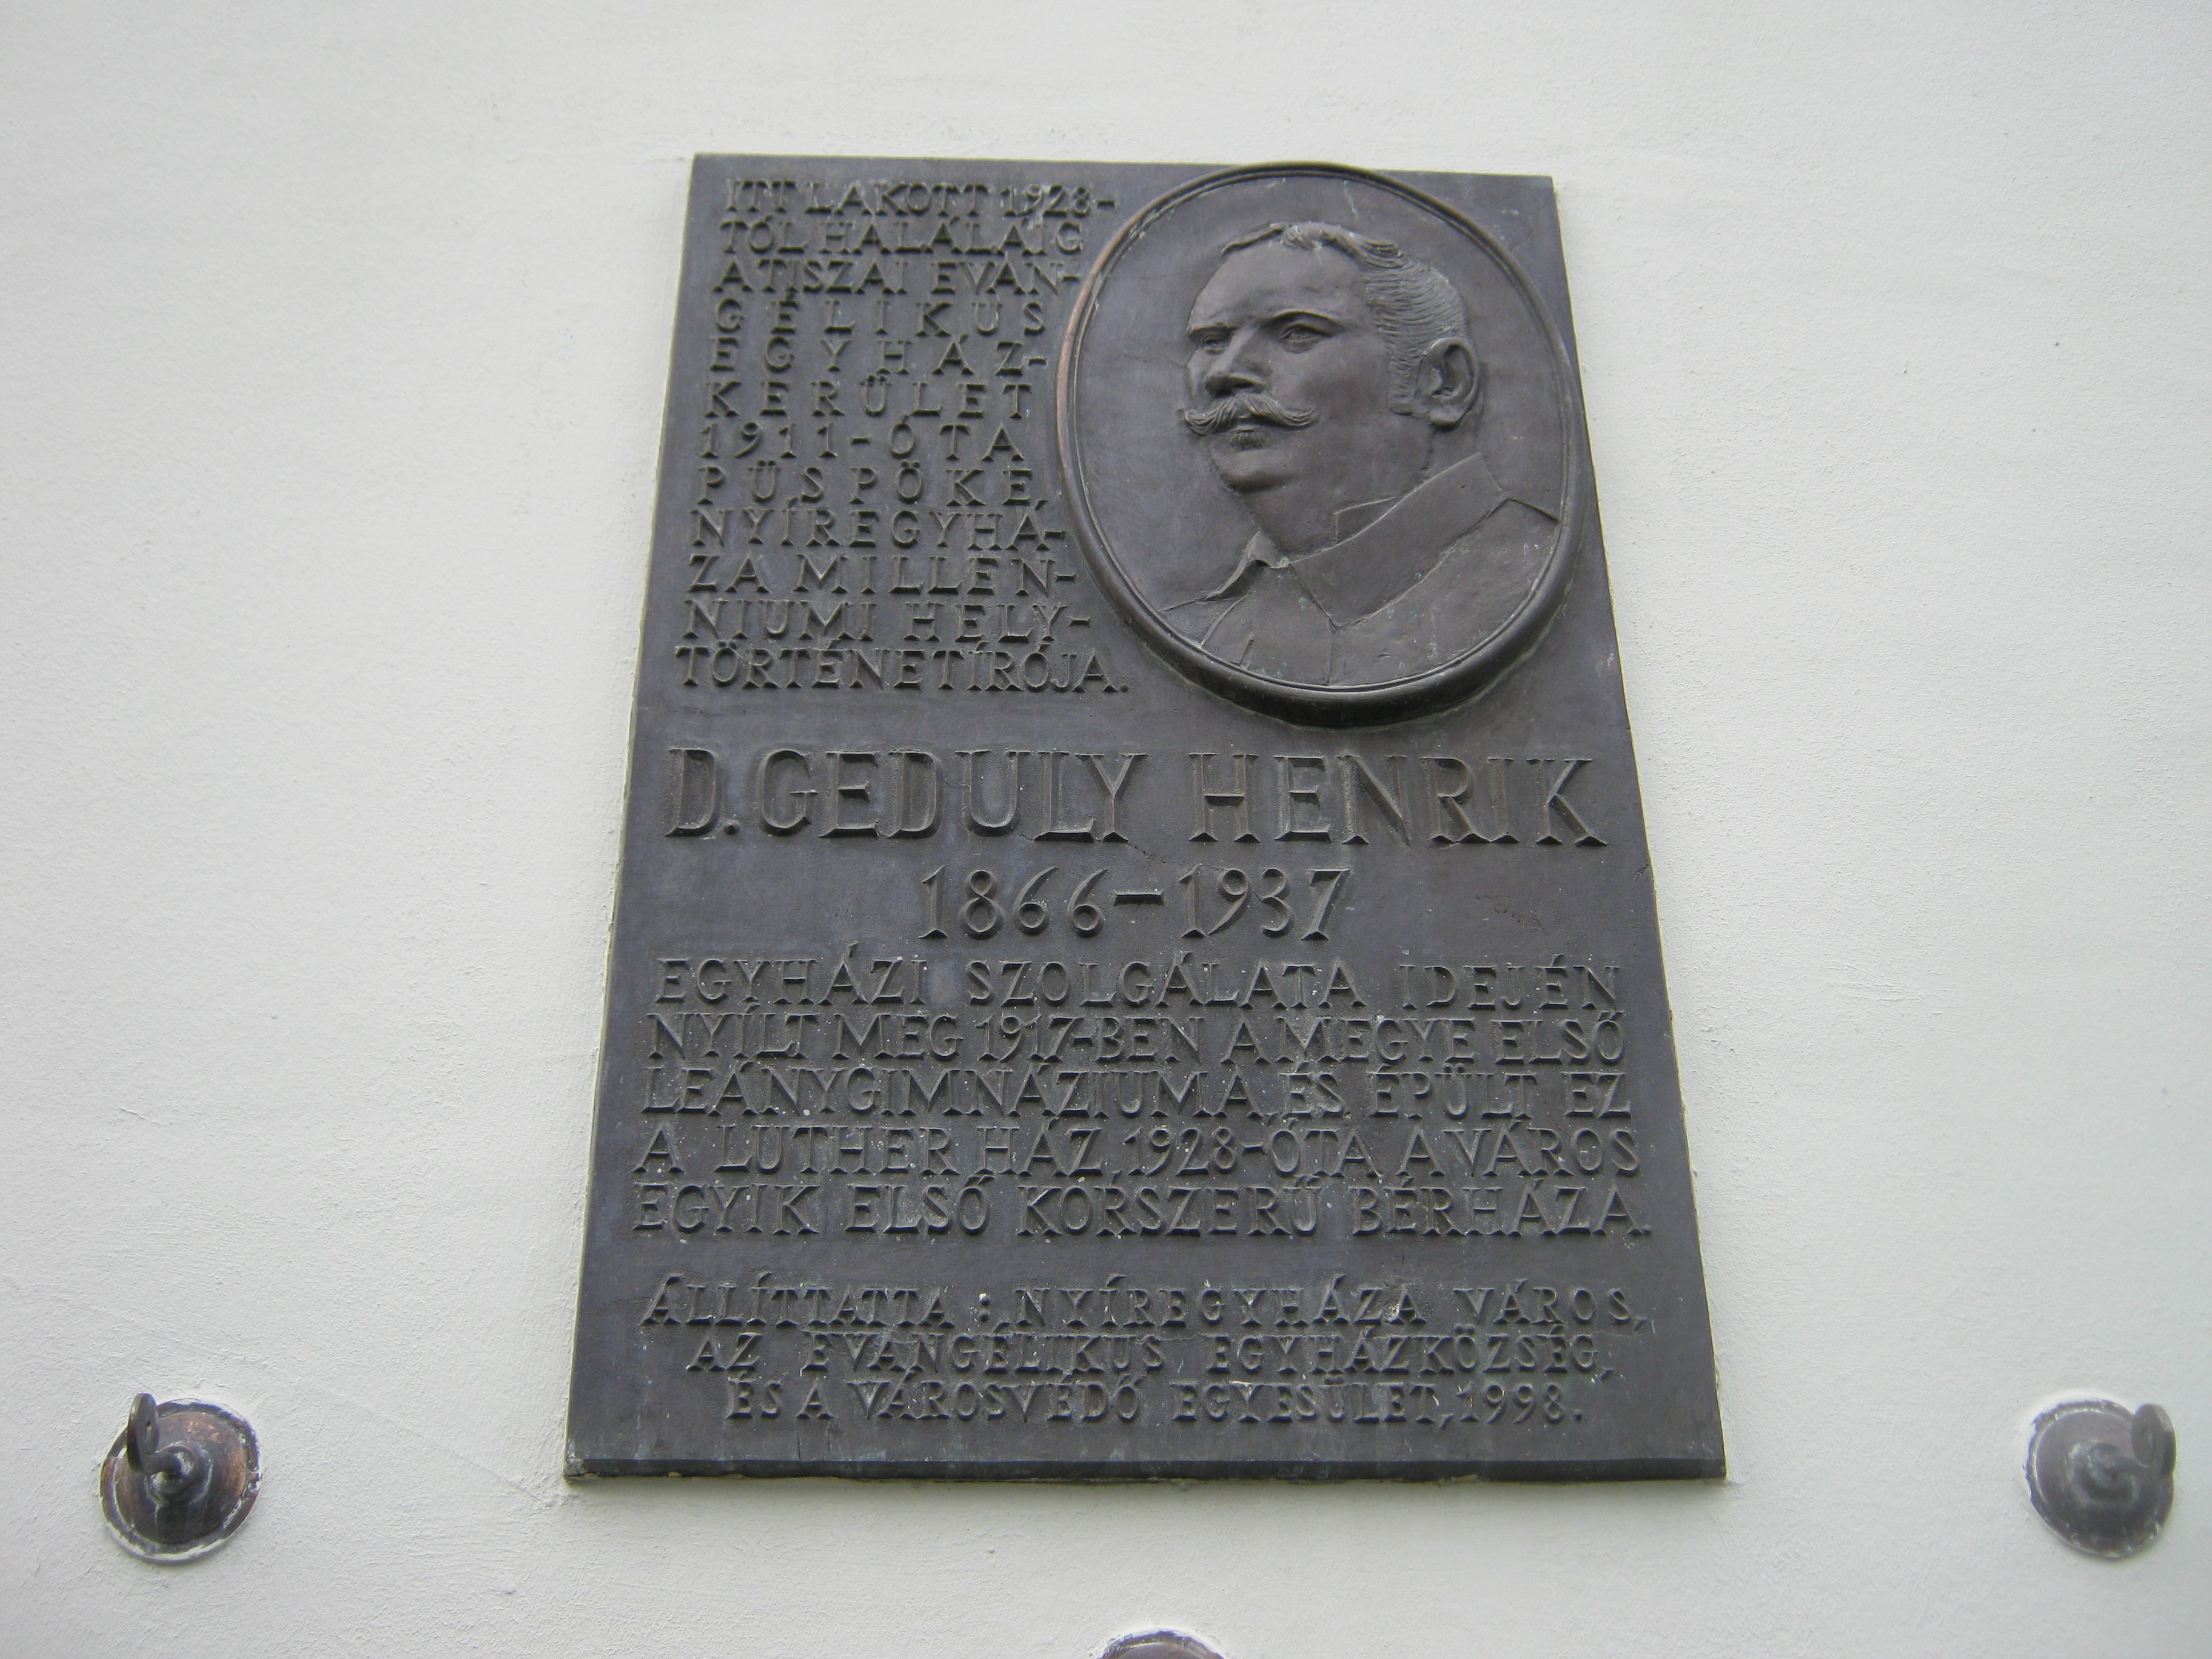 ITT LAKOTT 1928-
TÓL HALÁLÁIG
A TISZAI EVAN-
GÉLIKUS
EGYHÁZ-
KERÜLET
1911-ÓTA
PÜSPÖKE,
NYÍREGYHÁ-
ZA MILLEN-
NIUMI HELY-
TÖRTÉNETÍRÓJA.
D. GEDULY HENRIK
1866-1937
EGYHÁZI SZOLGÁLATA IDEJÉN
NYÍLT MEG 1917-BEN A MEGYE ELSŐ
LEÁNYGIMNÁZIUMA ÉS ÉPÜLT EZ
A LUTHER HÁZ, 1928-ÓTA A VÁROS
EGYIK ELSŐ KORSZERŰ BÉRHÁZA.
ÁLLÍTTATTA: NYÍREGYHÁZA VÁROS,
AZ EVANGÉLIKUS EGYHÁZKÖZSÉG,
ÉS A VÁROSVÉDŐ EGYESÜLET, 1998.